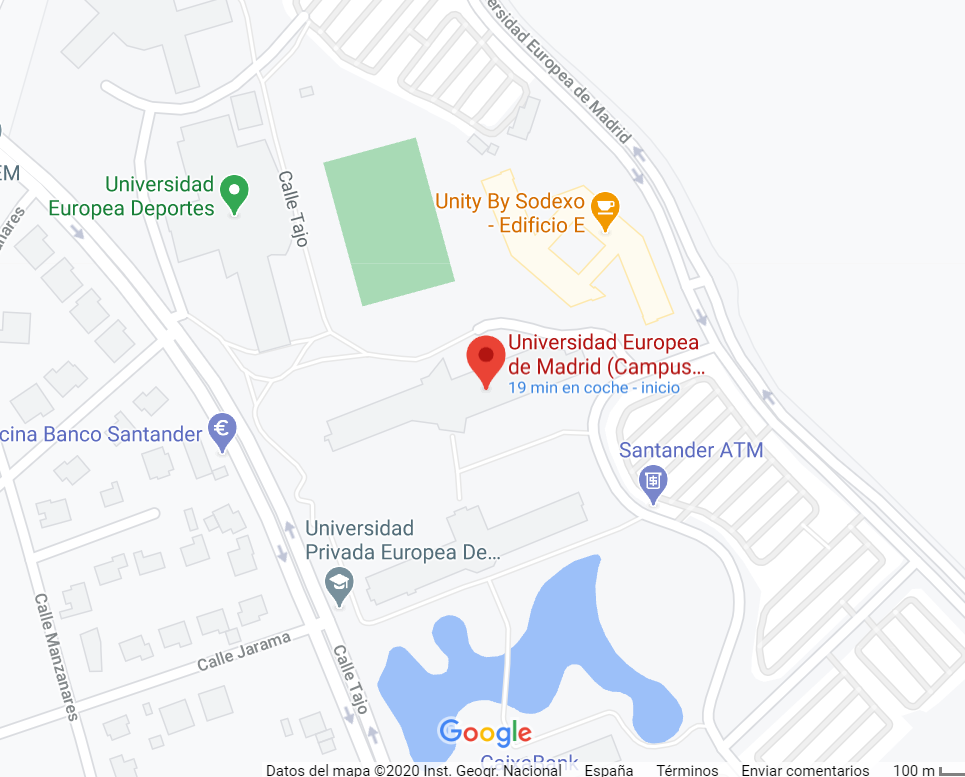 Universidad Europea de Madrid
EM
Universidad
Europea Deportes
Calle Tajo
Unity By Sodexo
- Edificio E
Universidad Europea
de Madrid (Campus...
19 min en coche - inicio
cina Banco Santander
Santander ATM
Universidad
Privada Europea De...
Calle Manzanares
Calle Jarama
Calle Tajo
Google
CaixaBank
Datos del mapa ©2020 Inst. Geogr. Nacional España Términos Enviar comentarios 100 m